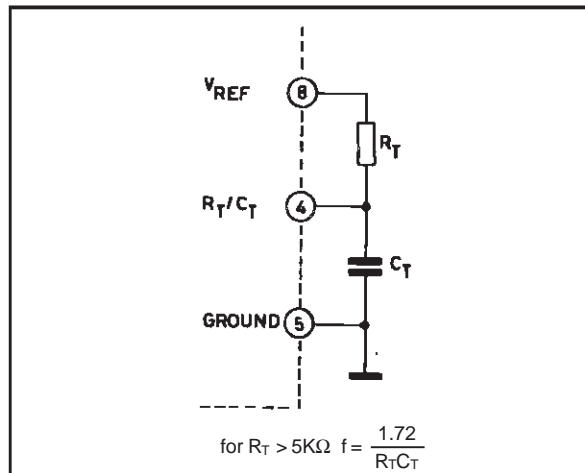 VREF 8
RT
RT/CT 4
CT
GROUND 5
for RT > 5KΩ f = 1.72
RTCT